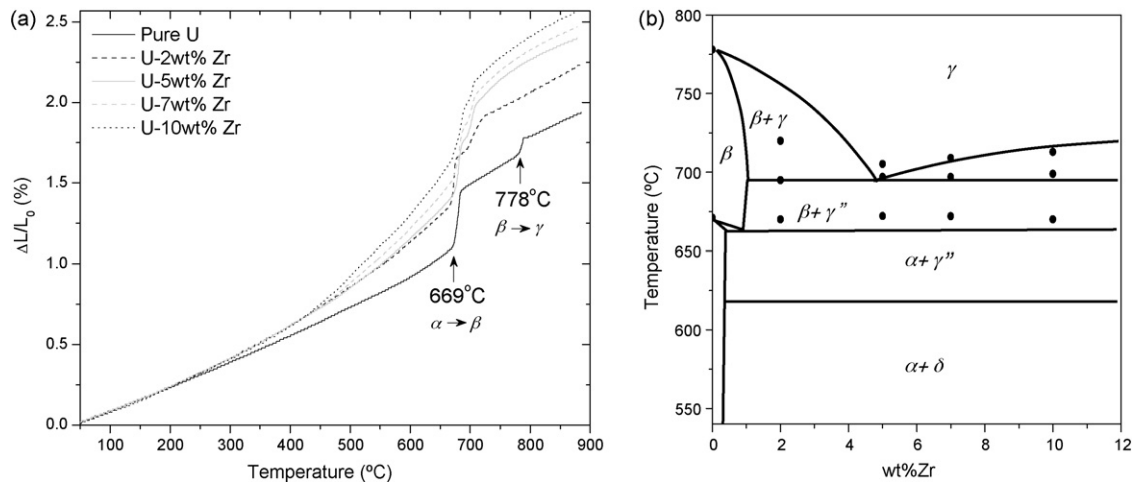 (a)
2.5
2.0
1.5
1.0
0.5
0.0
ΔL/L₀ (%)
Pure U
U-2wt% Zr
U-5wt% Zr
U-7wt% Zr
U-10wt% Zr
778°C
β → γ
669°C
α → β
100 200 300 400 500 600 700 800 900
Temperature (ºC)
(b)
800
750
700
650
600
550
Temperature (ºC)
γ
β+ γ
β
β+ γ”
α+ γ”
α+ δ
0 2 4 6 8 10 12
wt%Zr